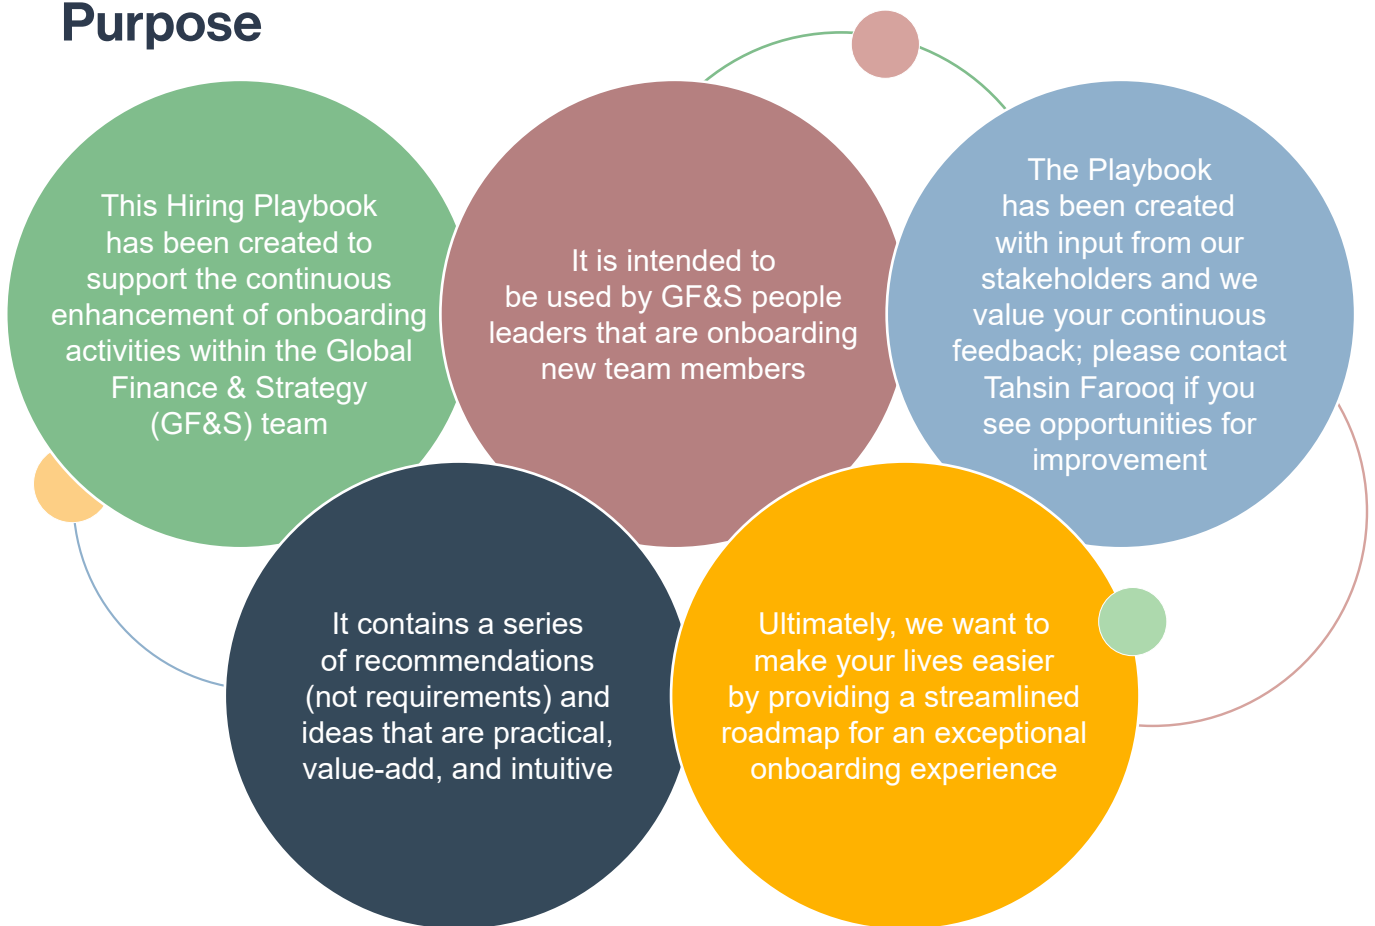 Purpose
This Hiring Playbook
has been created to
support the continuous
enhancement of onboarding
activities within the Global
Finance & Strategy
(GF&S) team
It is intended to
be used by GF&S people
leaders that are onboarding
new team members
The Playbook
has been created
with input from our
stakeholders and we
value your continuous
feedback; please contact
Tahsin Farooq if you
see opportunities for
improvement
It contains a series
of recommendations
(not requirements) and
ideas that are practical,
value-add, and intuitive
Ultimately, we want to
make your lives easier
by providing a streamlined
roadmap for an exceptional
onboarding experience